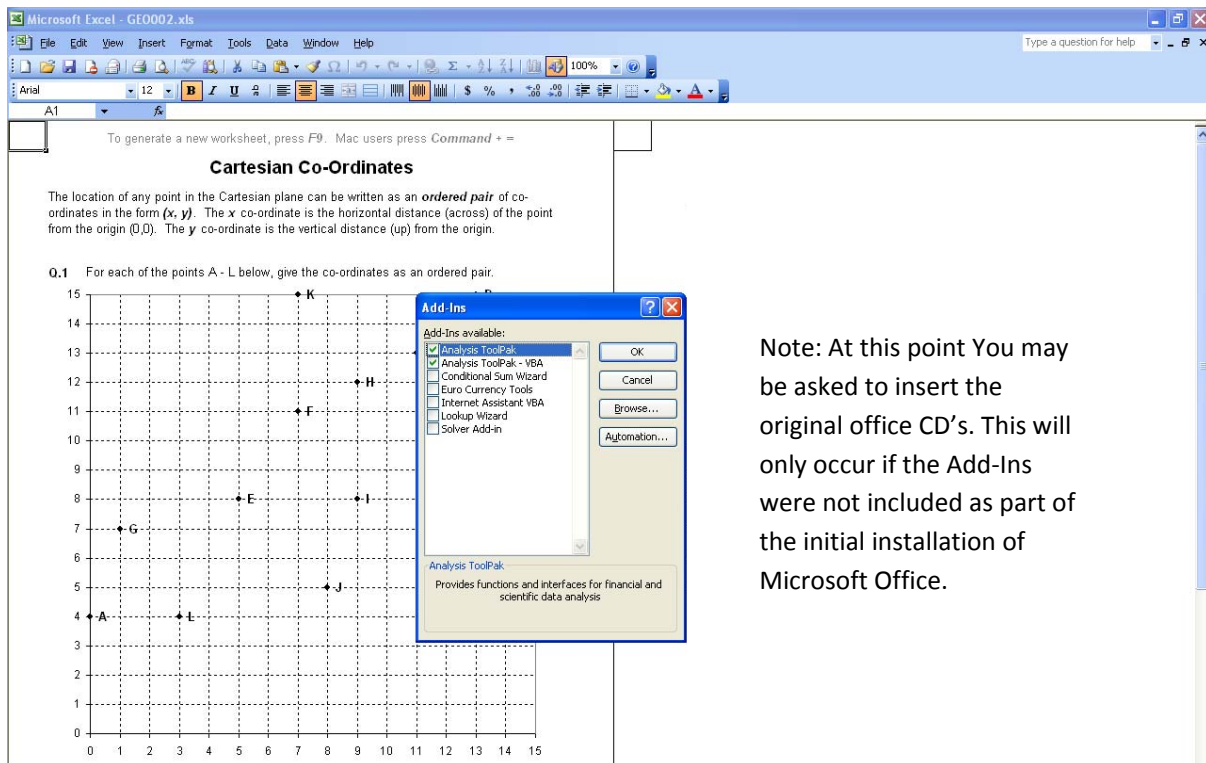 Microsoft Excel - GEO002.xls
File Edit View Insert Format Tools Data Window Help
Type a question for help
100%
Arial 12 B I U $ % ,
A1 fx
To generate a new worksheet, press F9. Mac users press Command + =
Cartesian Co-Ordinates
The location of any point in the Cartesian plane can be written as an ordered pair of co-
ordinates in the form (x, y). The x co-ordinate is the horizontal distance (across) of the point
from the origin (0,0). The y co-ordinate is the vertical distance (up) from the origin.
Q.1 For each of the points A - L below, give the co-ordinates as an ordered pair.
15 K
14
13
12 H
11 F
10
9
8 E I
7 G
6
5 J
4 A L
3
2
1
0
0 1 2 3 4 5 6 7 8 9 10 11 12 13 14 15
Add-Ins
Add-Ins available:
Analysis ToolPak
Analysis ToolPak - VBA
Conditional Sum Wizard
Euro Currency Tools
Internet Assistant VBA
Lookup Wizard
Solver Add-in
OK
Cancel
Browse...
Automation...
Analysis ToolPak
Provides functions and interfaces for financial and
scientific data analysis
Note: At this point You may
be asked to insert the
original office CD’s. This will
only occur if the Add-Ins
were not included as part of
the initial installation of
Microsoft Office.